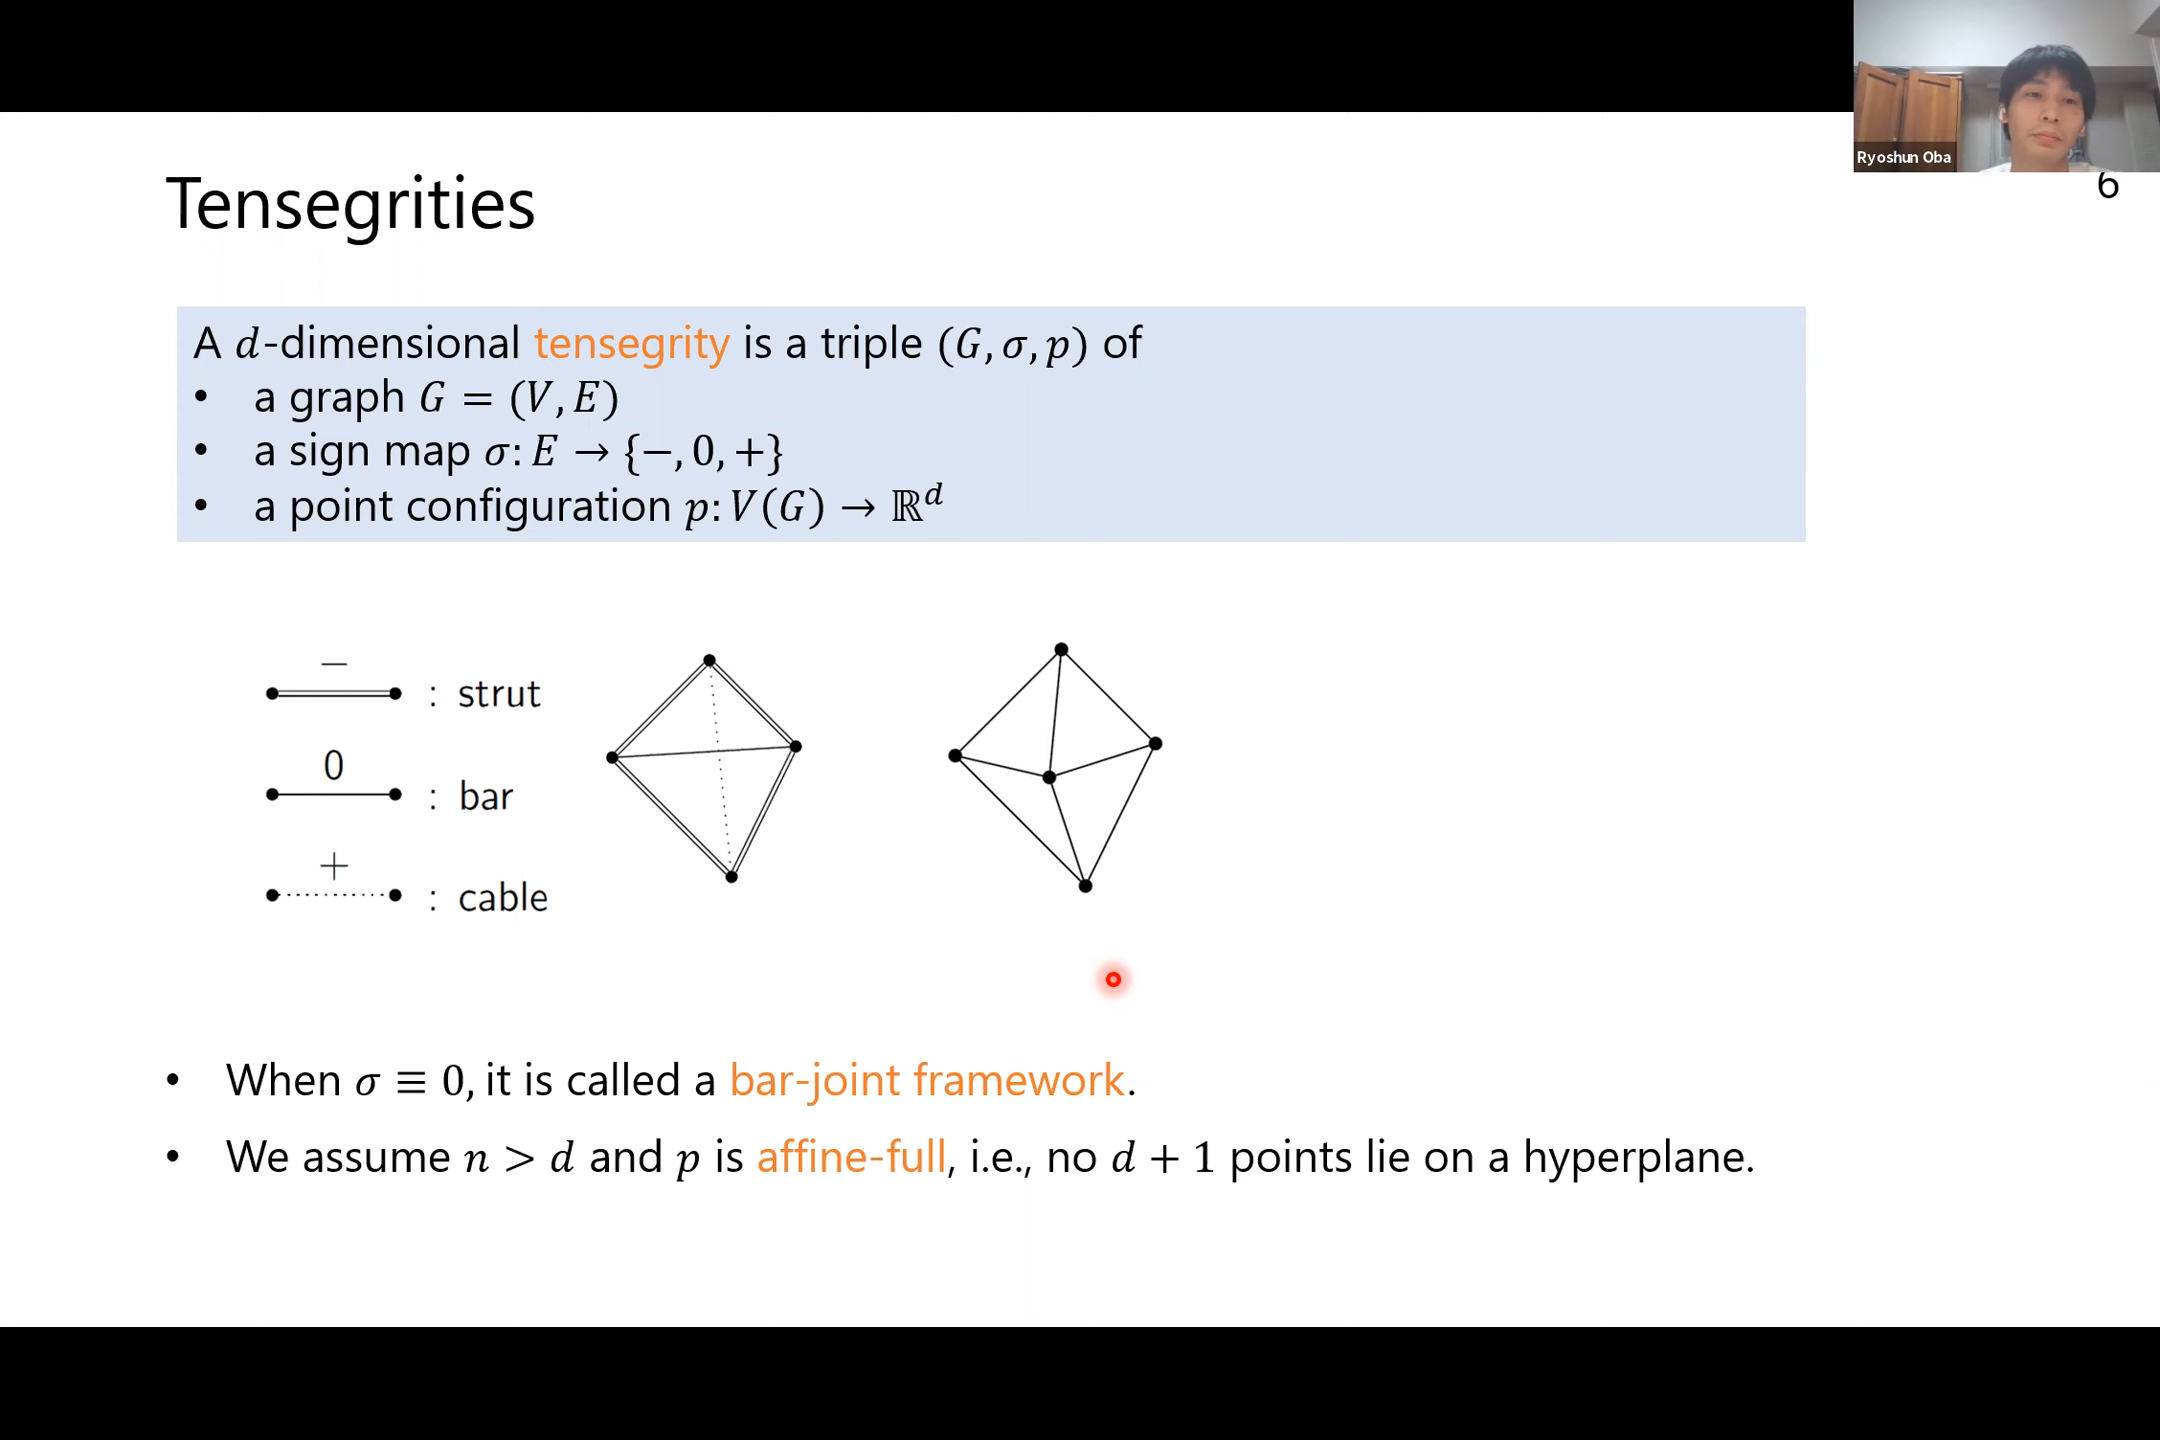 Ryoshun Oba
6
Tensegrities
A d-dimensional tensegrity is a triple (G, σ, p) of
• a graph G = (V, E)
• a sign map σ: E → {−, 0, +}
• a point configuration p: V(G) → ℝᵈ
−
: strut
0
: bar
+
: cable
• When σ ≡ 0, it is called a bar-joint framework.
• We assume n > d and p is affine-full, i.e., no d + 1 points lie on a hyperplane.